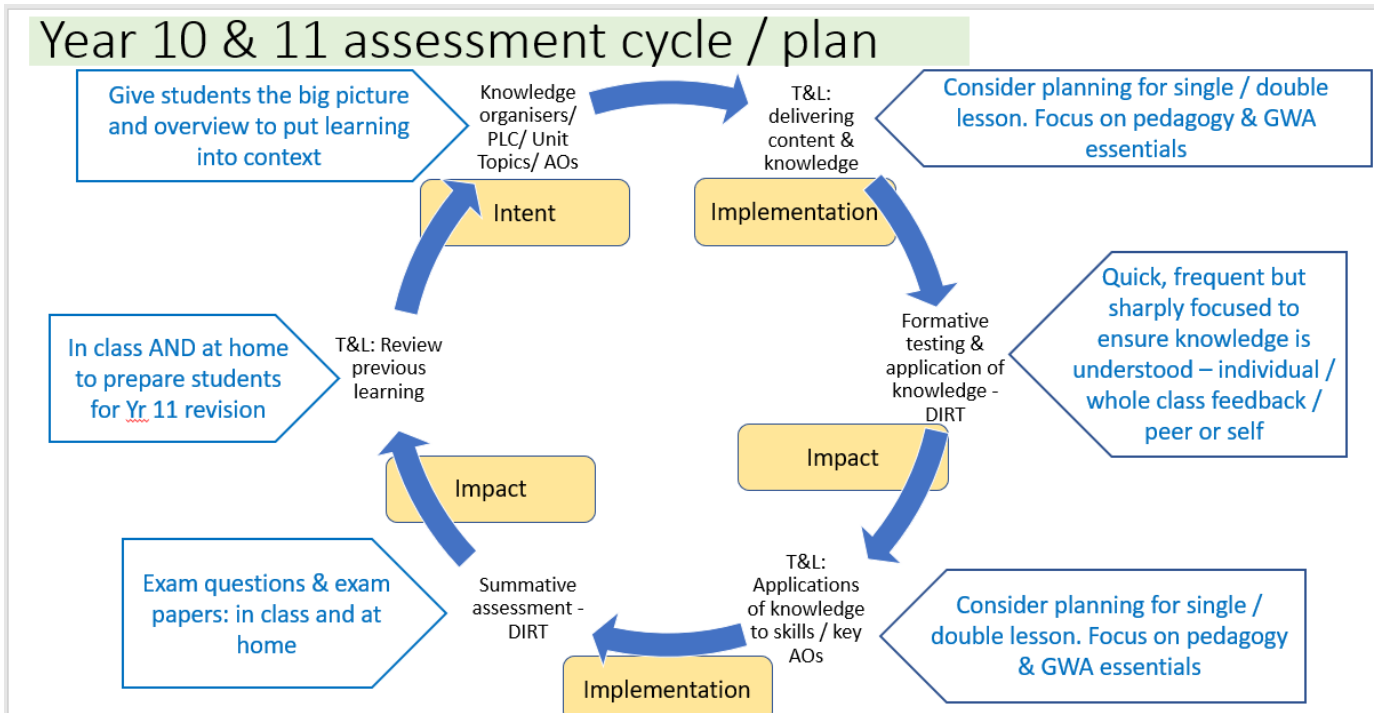 Year 10 & 11 assessment cycle / plan
Give students the big picture
and overview to put learning
into context
Knowledge
organisers/
PLC/ Unit
Topics/ AOs
T&L:
delivering
content &
knowledge
Consider planning for single / double
lesson. Focus on pedagogy & GWA
essentials
Intent
Implementation
Quick, frequent but
sharply focused to
ensure knowledge is
understood – individual /
whole class feedback /
peer or self
Formative
testing &
application of
knowledge -
DIRT
In class AND at home
to prepare students
for Yr 11 revision
T&L: Review
previous
learning
Impact
Impact
Exam questions & exam
papers: in class and at
home
Summative
assessment -
DIRT
T&L:
Applications
of knowledge
to skills / key
AOs
Consider planning for single /
double lesson. Focus on pedagogy
& GWA essentials
Implementation